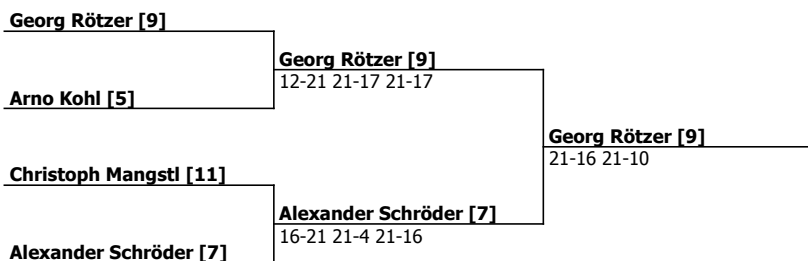 Georg Rötzer [9]
Georg Rötzer [9]
12-21 21-17 21-17
Arno Kohl [5]
Georg Rötzer [9]
21-16 21-10
Christoph Mangstl [11]
Alexander Schröder [7]
16-21 21-4 21-16
Alexander Schröder [7]